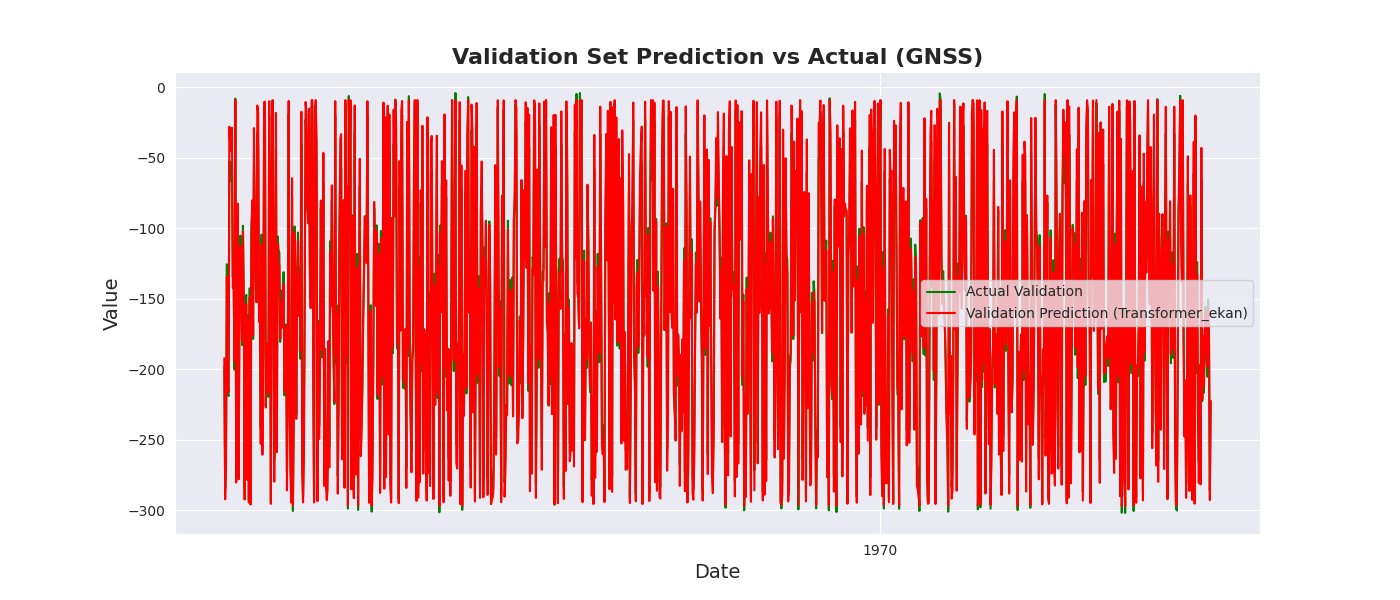 Validation Set Prediction vs Actual (GNSS)
0
−50
−100
−150
−200
−250
−300
Value
Actual Validation
Validation Prediction (Transformer_ekan)
1970
Date